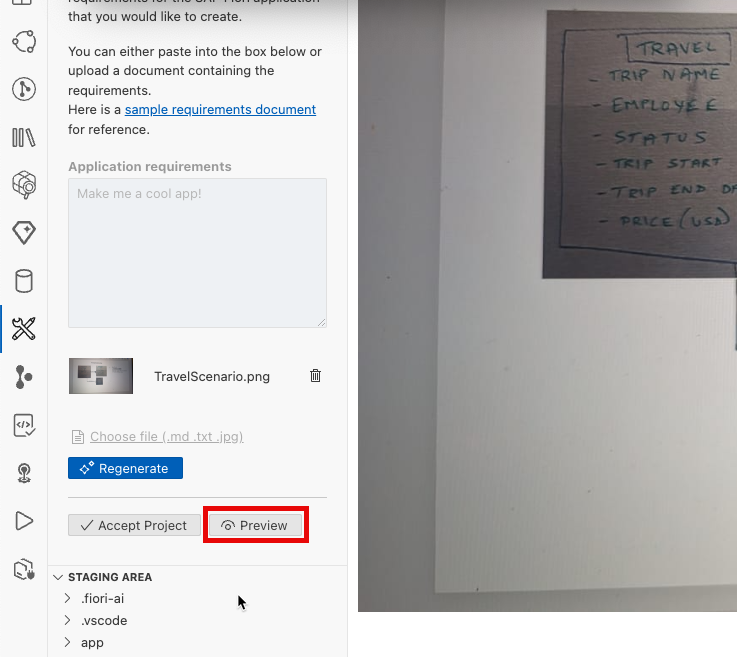 requirements for the SAP Fiori application
that you would like to create.
You can either paste into the box below or
upload a document containing the
requirements.
Here is a sample requirements document
for reference.
Application requirements
Make me a cool app!
TravelScenario.png
Choose file (.md .txt .jpg)
Regenerate
Accept Project
Preview
STAGING AREA
.fiori-ai
.vscode
app
TRAVEL
- TRIP NAME
- EMPLOYEE
- STATUS
- TRIP START
- TRIP END DA
- PRICE (USD)